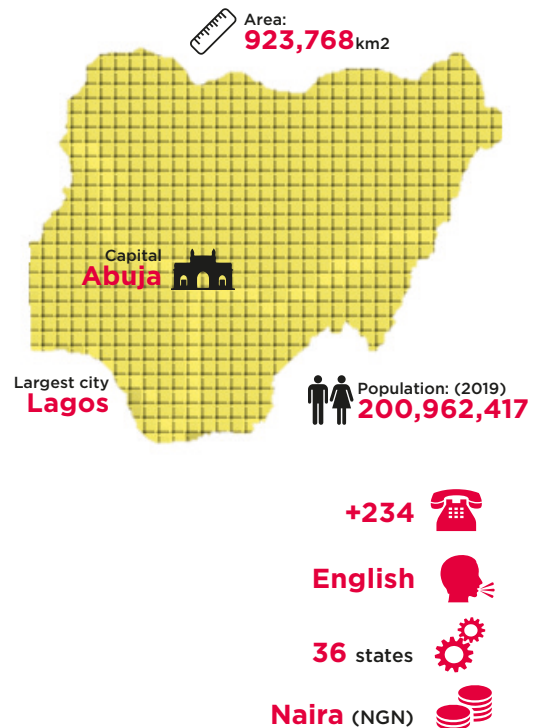 Area:
923,768km2
Capital
Abuja
Largest city
Lagos
Population: (2019)
200,962,417
+234
English
36 states
Naira (NGN)